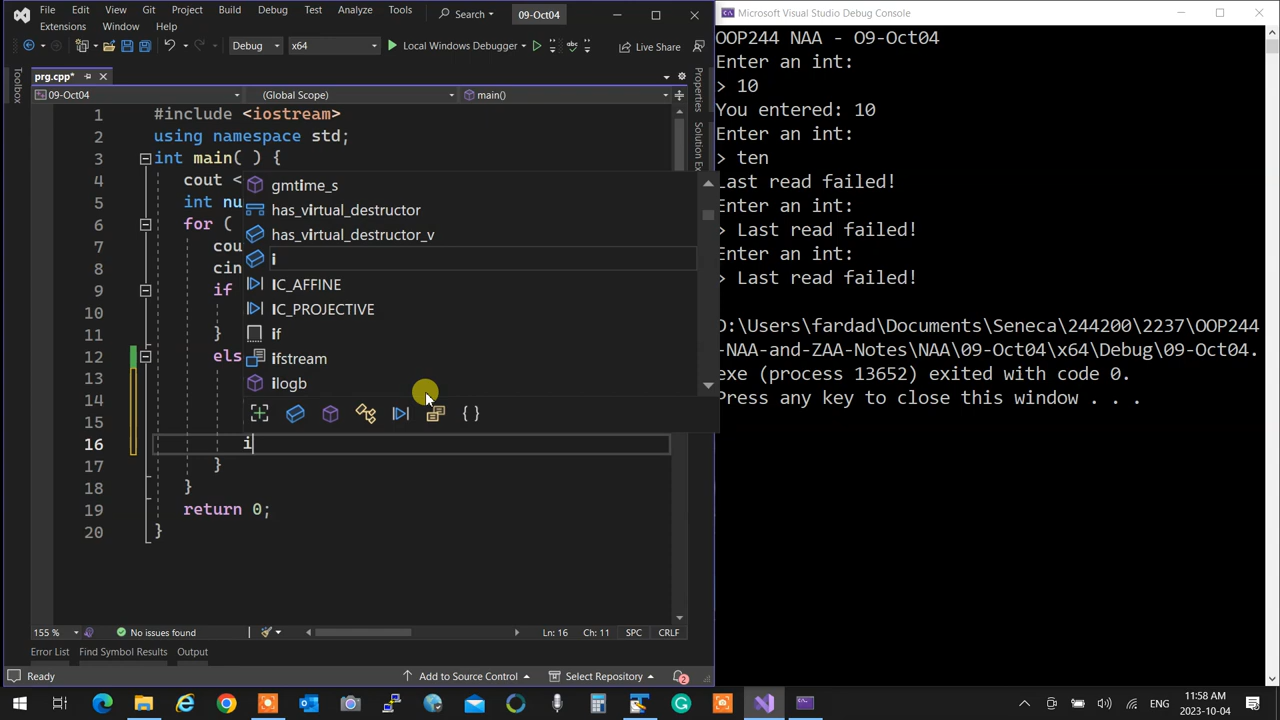 File Edit View Git Project Build Debug
Test Analyze Tools Search 09-Oct04
Extension Window Help
Debug x64 Local Windows Debugger Live Share
prg.cpp*
09-Oct04 (Global Scope) main()
Toolbox
Properties
Solution Ex
1 #include <iostream>
2 using namespace std;
3 int main( ) {
4 cout <
5 int nu
6 for (
7 cou
8 cin
9 if
10
11 }
12 els
13
14
15
16 i
17 }
18 }
19 return 0;
20 }
gmtime_s
has_virtual_destructor
has_virtual_destructor_v
i
IC_AFFINE
IC_PROJECTIVE
if
ifstream
ilogb
155 % No issues found Ln: 16 Ch: 11 SPC CRLF
Error List Find Symbol Results Output
Ready Add to Source Control Select Repository 2
Microsoft Visual Studio Debug Console
OOP244 NAA - O9-Oct04
Enter an int:
> 10
You entered: 10
Enter an int:
> ten
Last read failed!
Enter an int:
> Last read failed!
Enter an int:
> Last read failed!
D:\Users\fardad\Documents\Seneca\244200\2237\OOP244
-NAA-and-ZAA-Notes\NAA\09-Oct04\x64\Debug\09-Oct04.
exe (process 13652) exited with code 0.
Press any key to close this window . . .
ENG
11:58 AM
2023-10-04